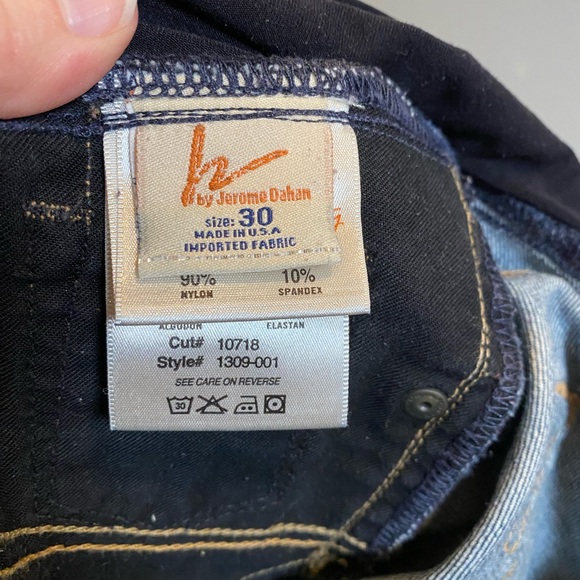 by Jerome Dahan
size: 30
MADE IN U.S.A
IMPORTED FABRIC
90% 10%
NYLON SPANDEX
ALGODON ELASTAN
Cut# 10718
Style# 1309-001
SEE CARE ON REVERSE
30